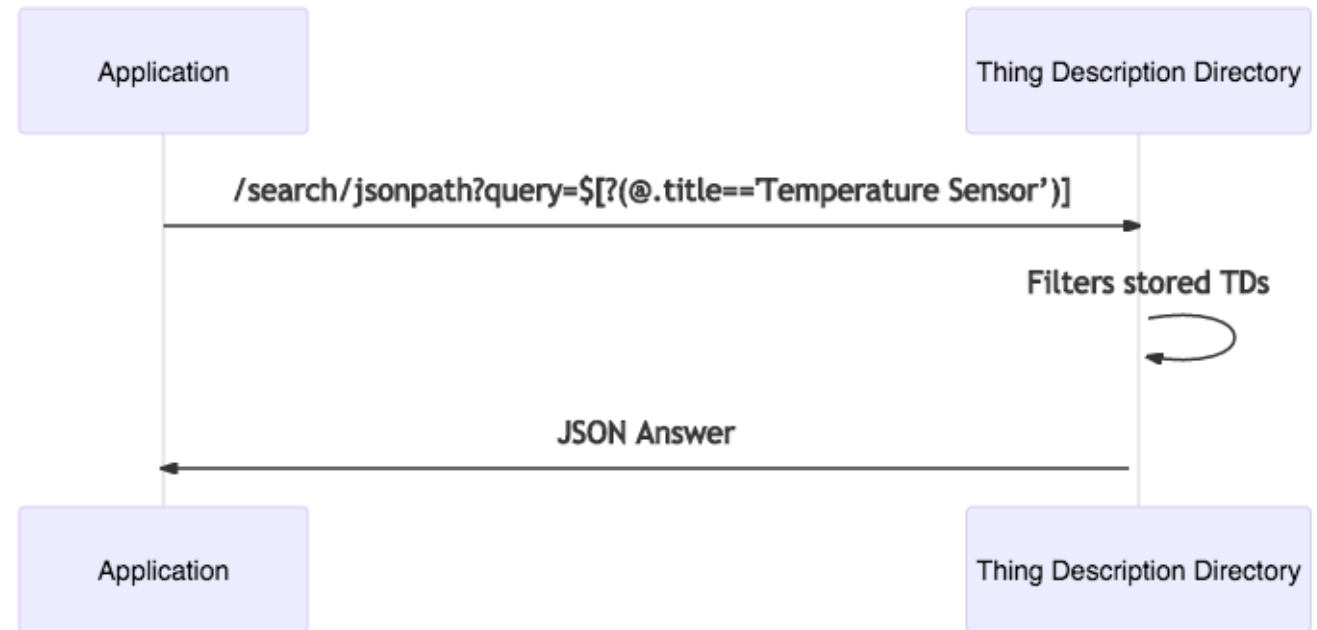 Application
Thing Description Directory
/search/jsonpath?query=$[?(@.title=='Temperature Sensor’)]
Filters stored TDs
JSON Answer
Application
Thing Description Directory